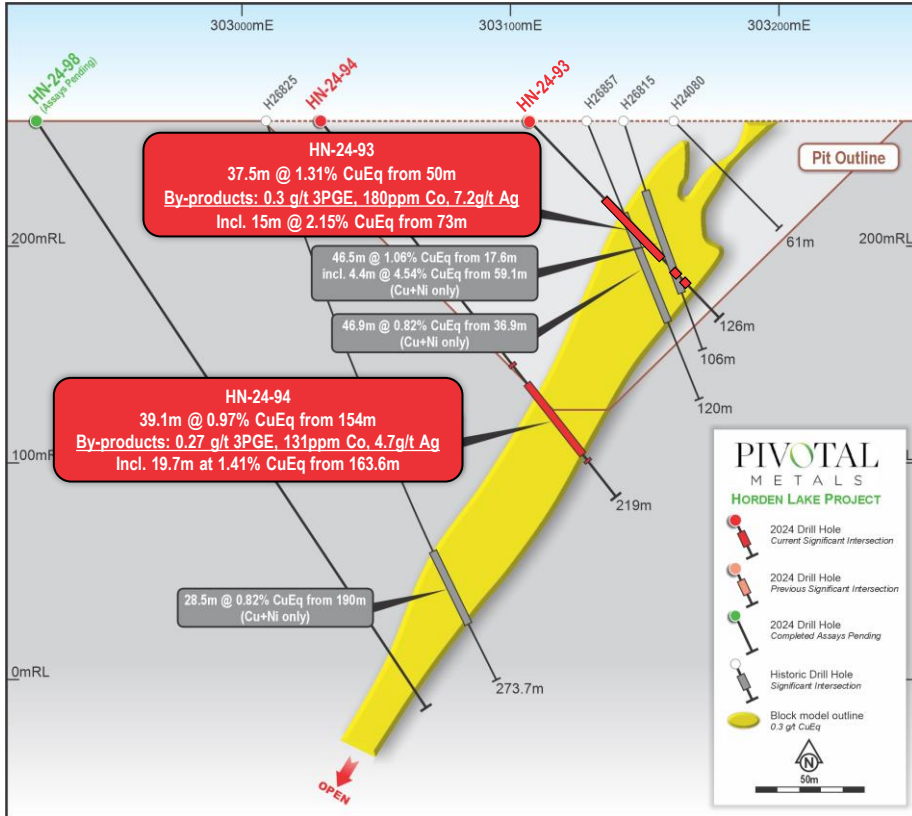 303000mE
303100mE
303200mE
HN-24-98
(Assays Pending)
H26825
HN-24-94
HN-24-93
H26857
H26815
H24080
HN-24-93
37.5m @ 1.31% CuEq from 50m
By-products: 0.3 g/t 3PGE, 180ppm Co, 7.2g/t Ag
Incl. 15m @ 2.15% CuEq from 73m
Pit Outline
200mRL
200mRL
61m
46.5m @ 1.06% CuEq from 17.6m
incl. 4.4m @ 4.54% CuEq from 59.1m
(Cu+Ni only)
46.9m @ 0.82% CuEq from 36.9m
(Cu+Ni only)
126m
106m
120m
HN-24-94
39.1m @ 0.97% CuEq from 154m
By-products: 0.27 g/t 3PGE, 131ppm Co, 4.7g/t Ag
Incl. 19.7m at 1.41% CuEq from 163.6m
100mR
219m
28.5m @ 0.82% CuEq from 190m
(Cu+Ni only)
0mRL
273.7m
OPEN
PIVOTAL
METALS
HORDEN LAKE PROJECT
2024 Drill Hole
Current Significant Intersection
2024 Drill Hole
Previous Significant Intersection
2024 Drill Hole
Completed Assays Pending
Historic Drill Hole
Significant Intersection
Block model outline
0.3 g/t CuEq
N
50m